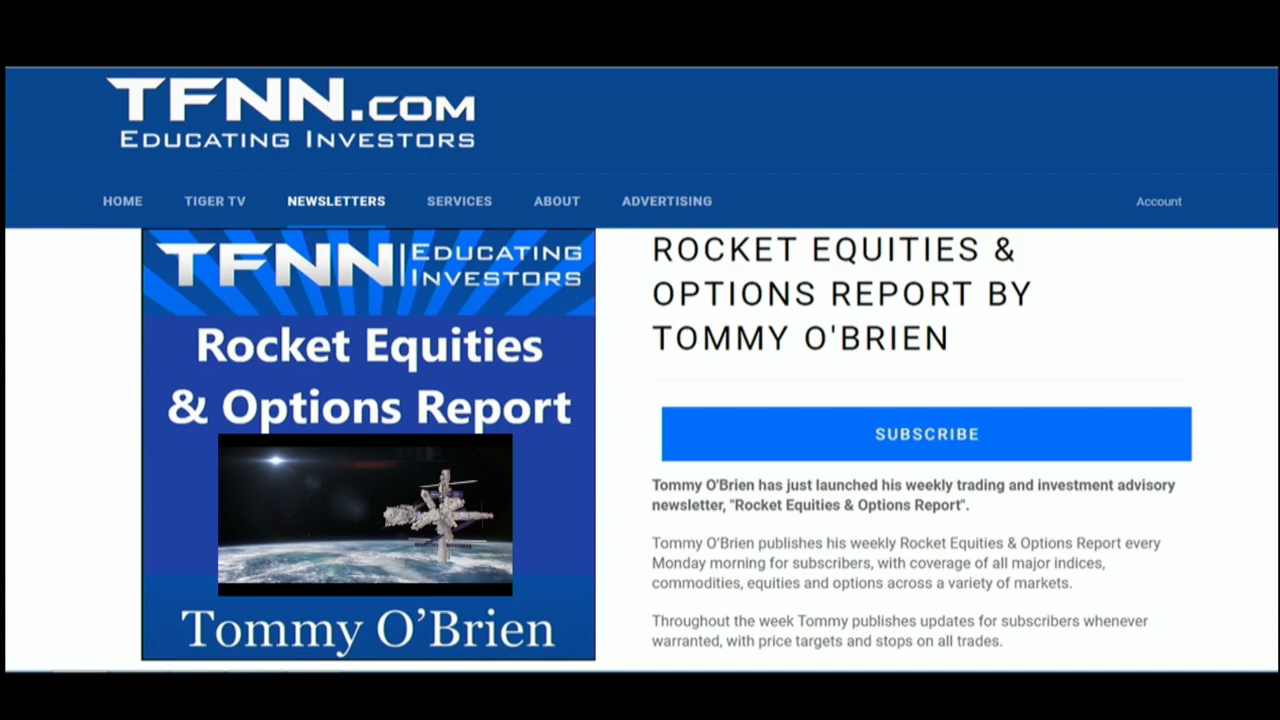 TFNN.COM
EDUCATING INVESTORS
HOME TIGER TV NEWSLETTERS SERVICES ABOUT ADVERTISING Account
TFNN | EDUCATING INVESTORS
Rocket Equities
& Options Report
Tommy O’Brien
ROCKET EQUITIES &
OPTIONS REPORT BY
TOMMY O'BRIEN
SUBSCRIBE
Tommy O'Brien has just launched his weekly trading and investment advisory
newsletter, "Rocket Equities & Options Report".
Tommy O'Brien publishes his weekly Rocket Equities & Options Report every
Monday morning for subscribers, with coverage of all major indices,
commodities, equities and options across a variety of markets.
Throughout the week Tommy publishes updates for subscribers whenever
warranted, with price targets and stops on all trades.